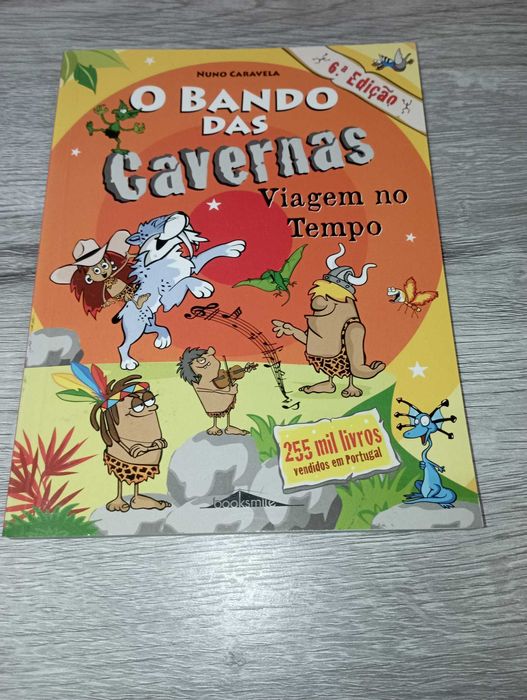 Nuno Caravela
6.ª Edição
O Bando
das
Cavernas
Viagem no
Tempo
255 mil livros
vendidos em Portugal
booksmile